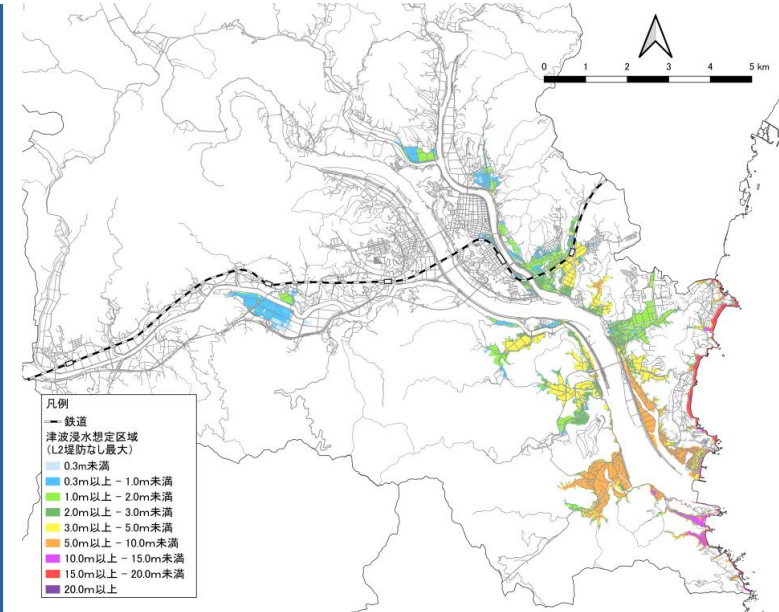 0 1 2 3 4 5 km
凡例
鉄道
津波浸水想定区域
(L2堤防なし最大)
0.3m未満
0.3m以上 - 1.0m未満
1.0m以上 - 2.0m未満
2.0m以上 - 3.0m未満
3.0m以上 - 5.0m未満
5.0m以上 - 10.0m未満
10.0m以上 - 15.0m未満
15.0m以上 - 20.0m未満
20.0m以上